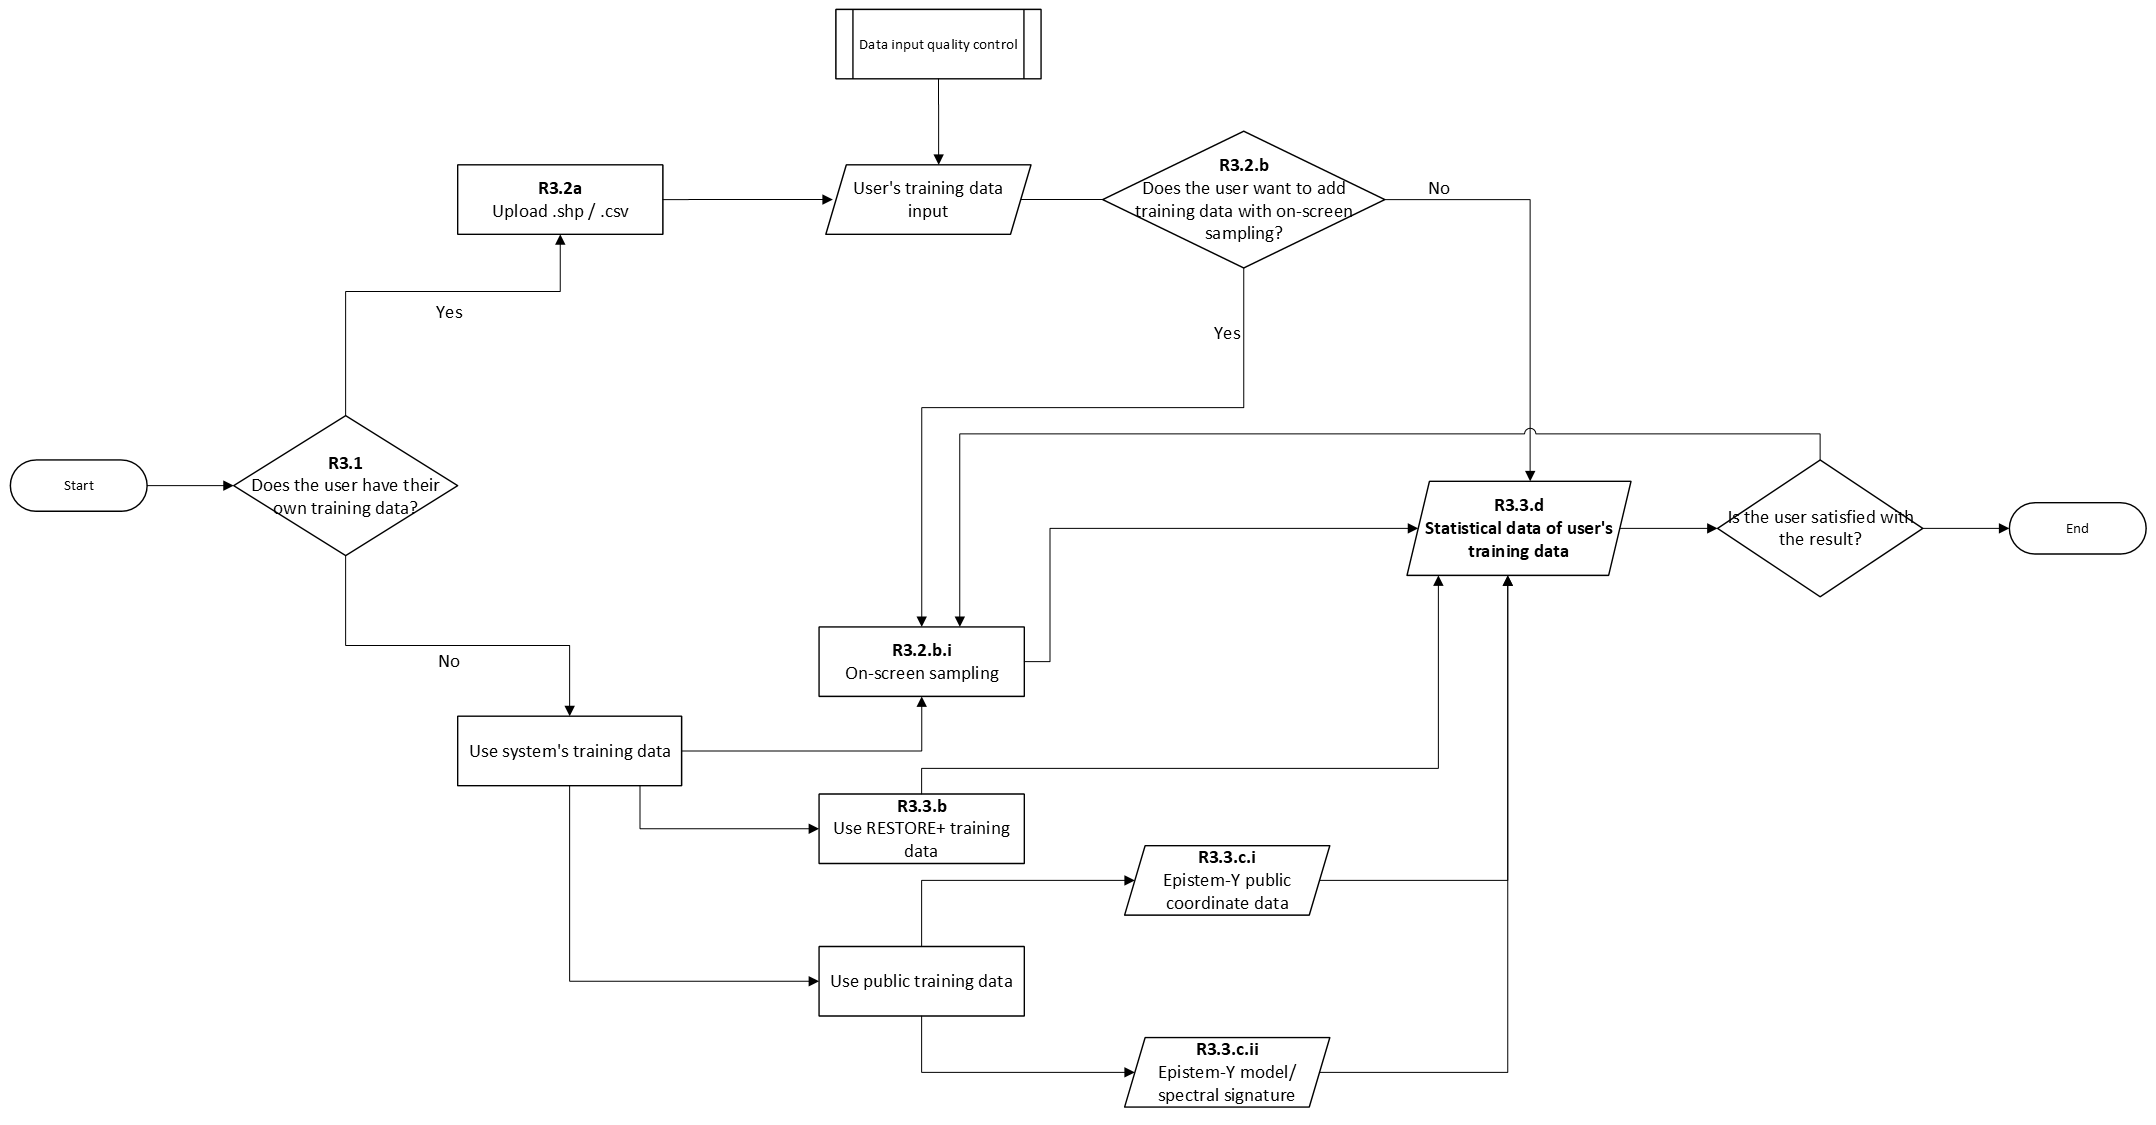 Data input quality control
R3.2a
Upload .shp / .csv
User's training data
input
R3.2.b
Does the user want to add
training data with on-screen
sampling?
No
Yes
Yes
R3.1
Does the user have their
own training data?
Start
R3.3.d
Statistical data of user's
training data
Is the user satisfied with
the result?
End
No
R3.2.b.i
On-screen sampling
Use system's training data
R3.3.b
Use RESTORE+ training
data
R3.3.c.i
Epistem-Y public
coordinate data
Use public training data
R3.3.c.ii
Epistem-Y model/
spectral signature